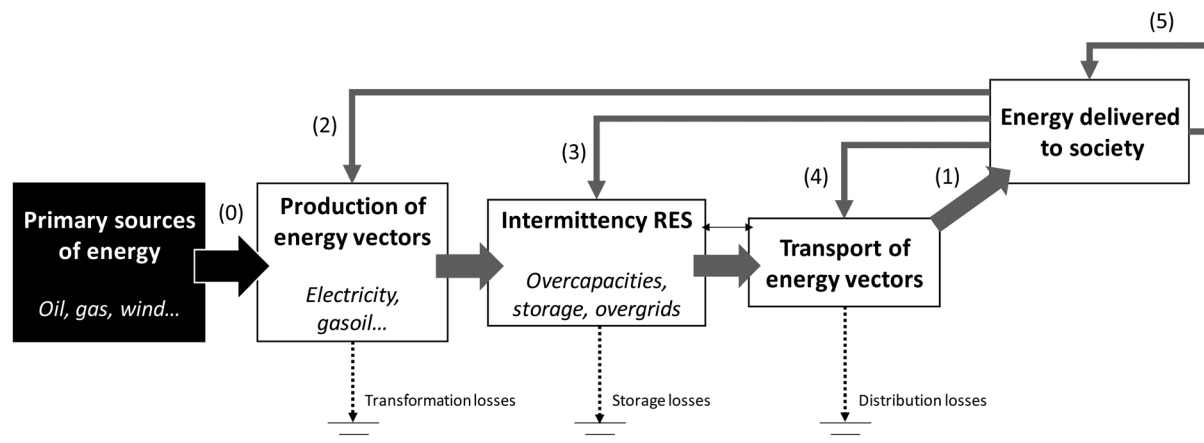 (5)
Energy delivered
to society
(2)
(3)
(4)
(1)
Primary sources
of energy
Oil, gas, wind...
(0)
Production of
energy vectors
Electricity,
gasoil...
Intermittency RES
Overcapacities,
storage, overgrids
Transport of
energy vectors
Transformation losses
Storage losses
Distribution losses